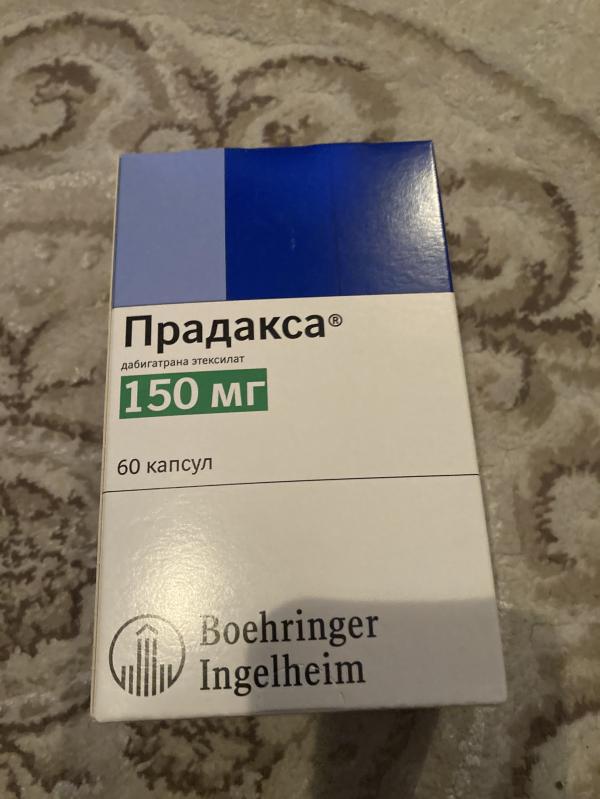 Прадакса®
дабигатрана этексилат
150 мг
60 капсул
Boehringer
Ingelheim